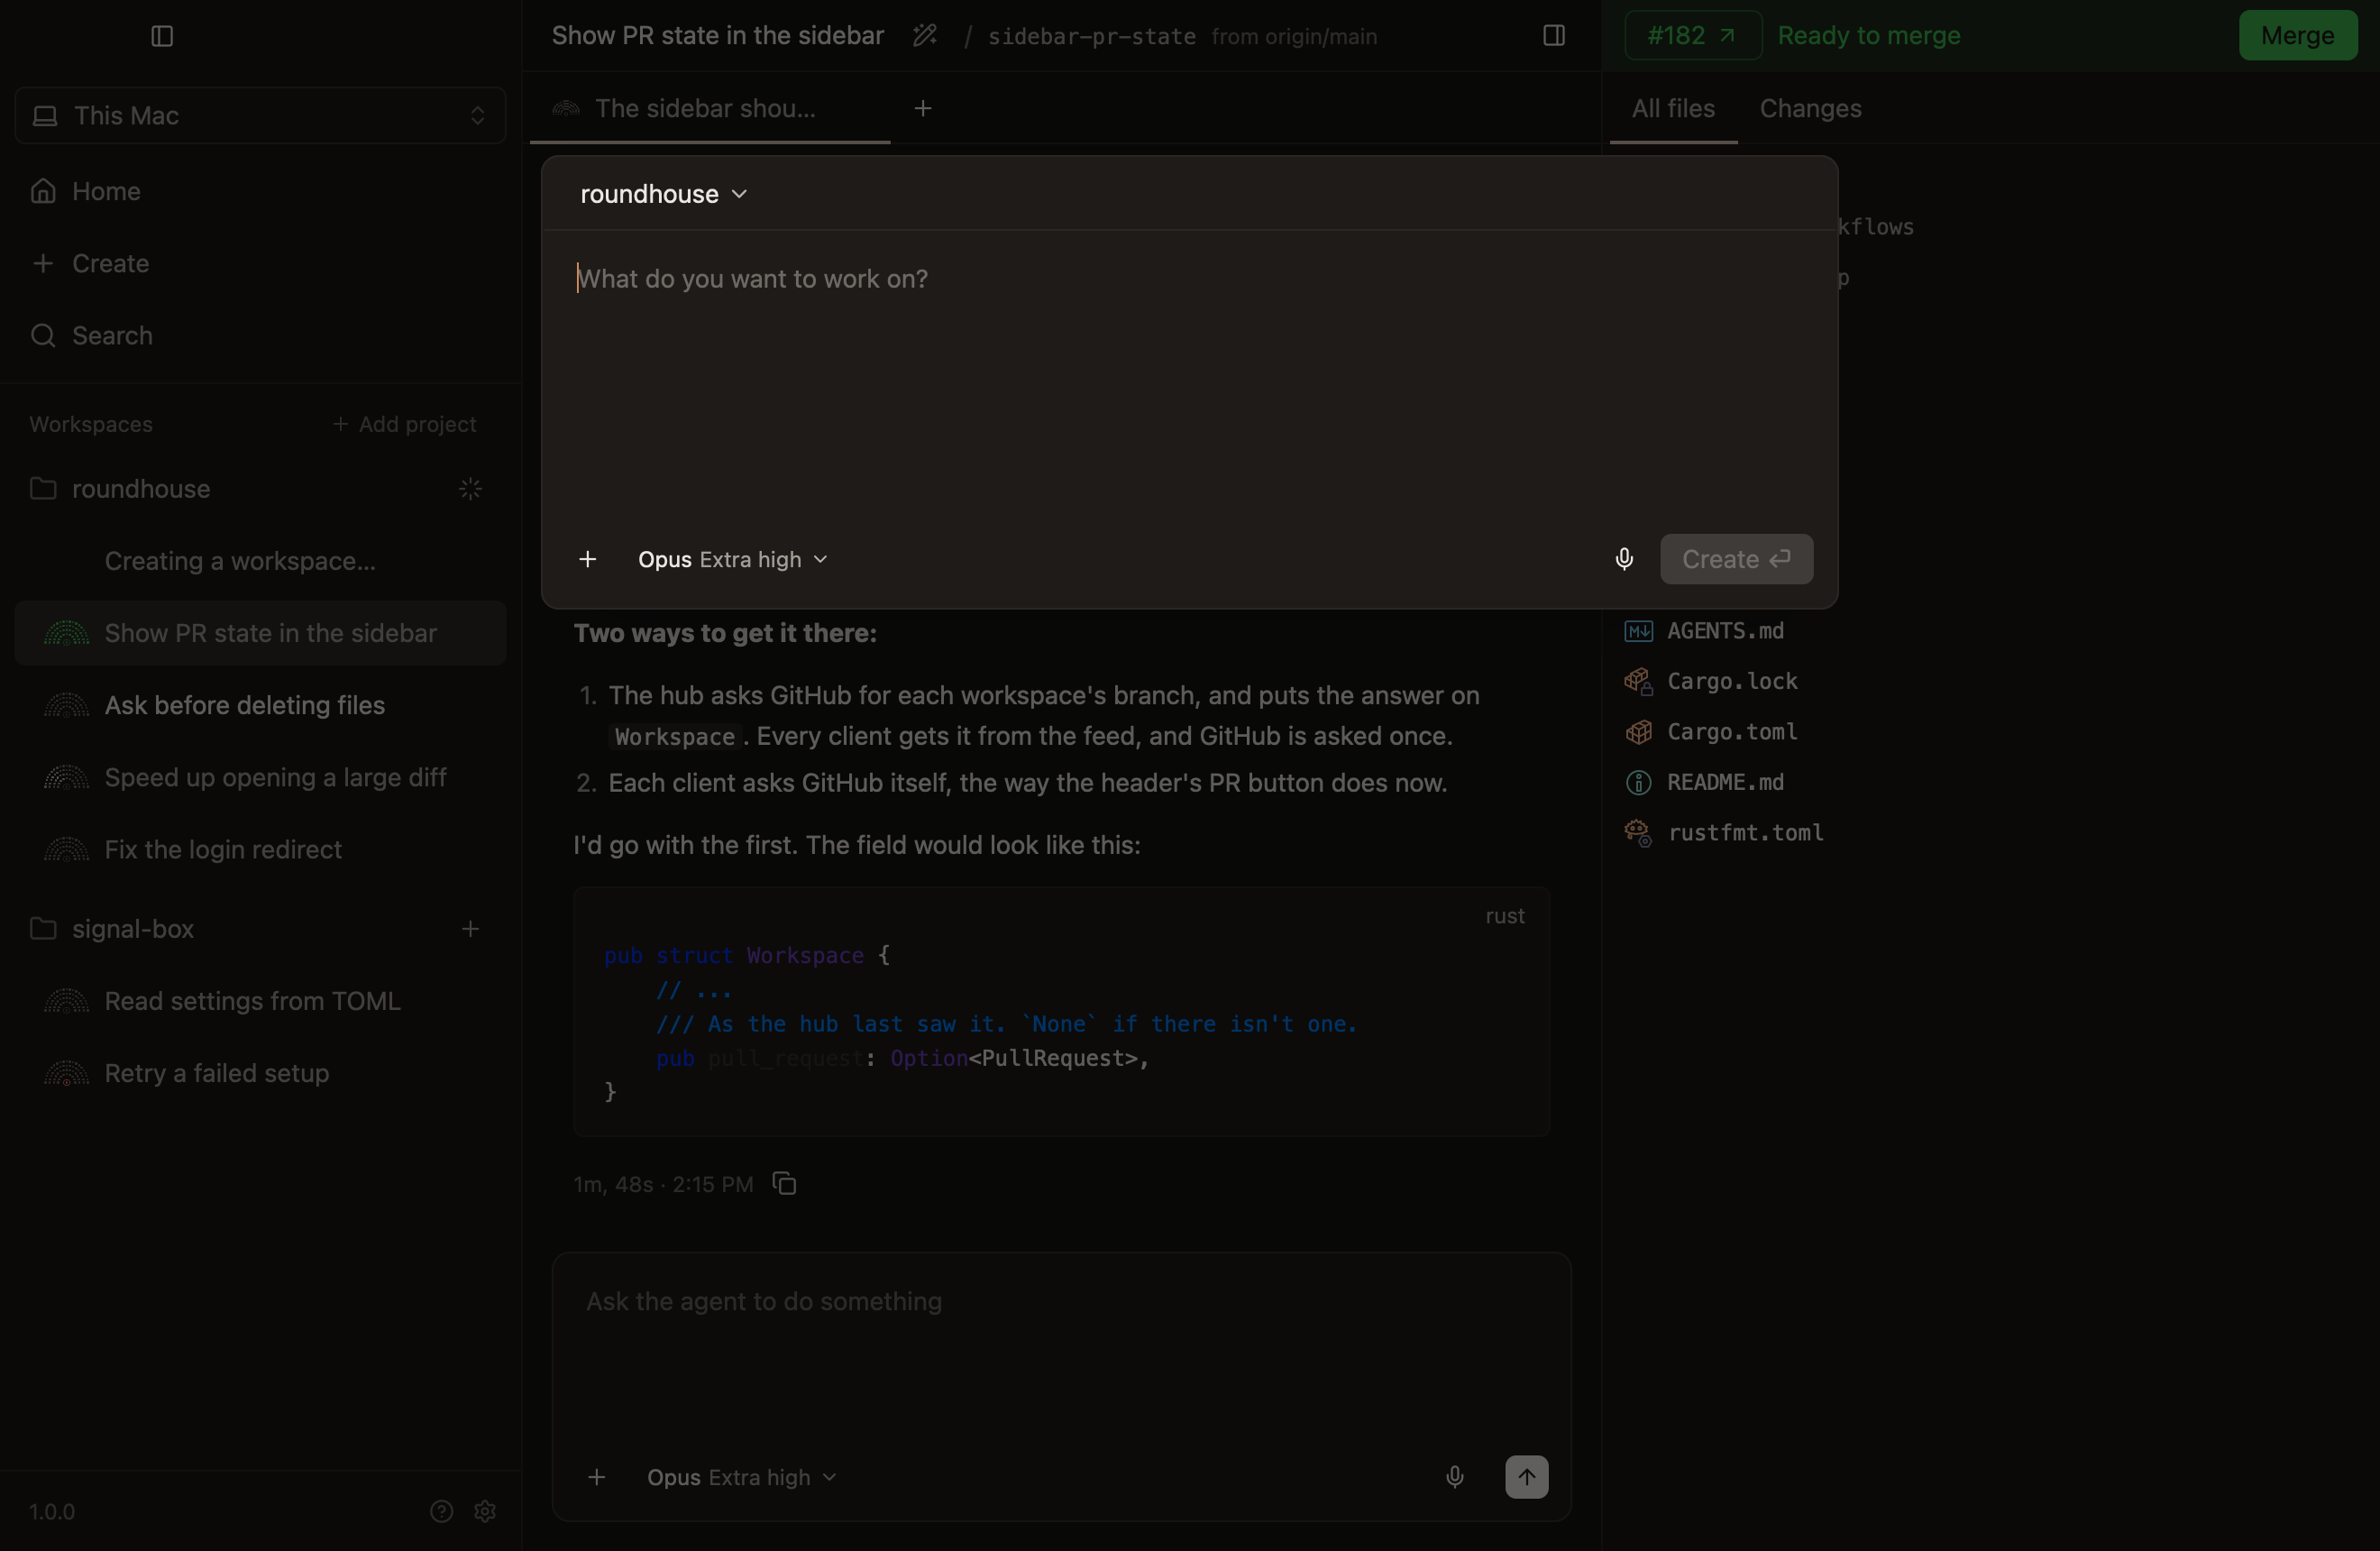 This Mac
Home
Create
Search
Workspaces
Add project
roundhouse
Creating a workspace...
Show PR state in the sidebar
Ask before deleting files
Speed up opening a large diff
Fix the login redirect
signal-box
Read settings from TOML
Retry a failed setup
1.0.0
Show PR state in the sidebar / sidebar-pr-state from origin/main
The sidebar shou...
roundhouse
What do you want to work on?
Opus Extra high
Create
Two ways to get it there:
1. The hub asks GitHub for each workspace's branch, and puts the answer on
Workspace. Every client gets it from the feed, and GitHub is asked once.
2. Each client asks GitHub itself, the way the header's PR button does now.
I'd go with the first. The field would look like this:
rust
pub struct Workspace {
// ...
/// As the hub last saw it. `None` if there isn't one.
pub pull_request: Option<PullRequest>,
}
1m, 48s · 2:15 PM
Ask the agent to do something
Opus Extra high
#182 Ready to merge
Merge
All files Changes
kflows
p
AGENTS.md
Cargo.lock
Cargo.toml
README.md
rustfmt.toml